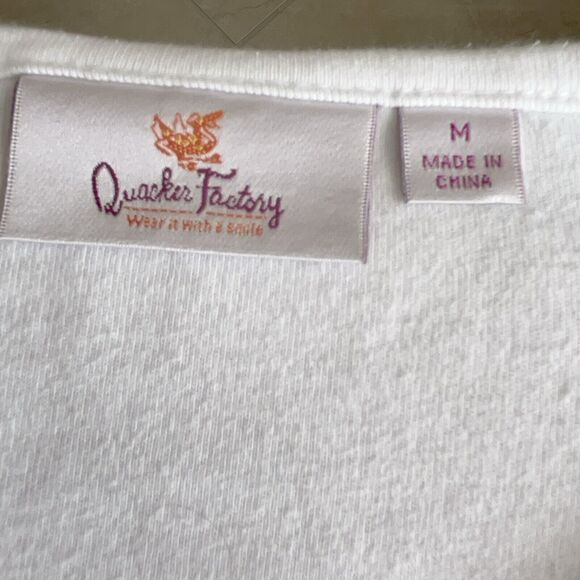 Quacker Factory
Wear it with a smile
M
MADE IN
CHINA